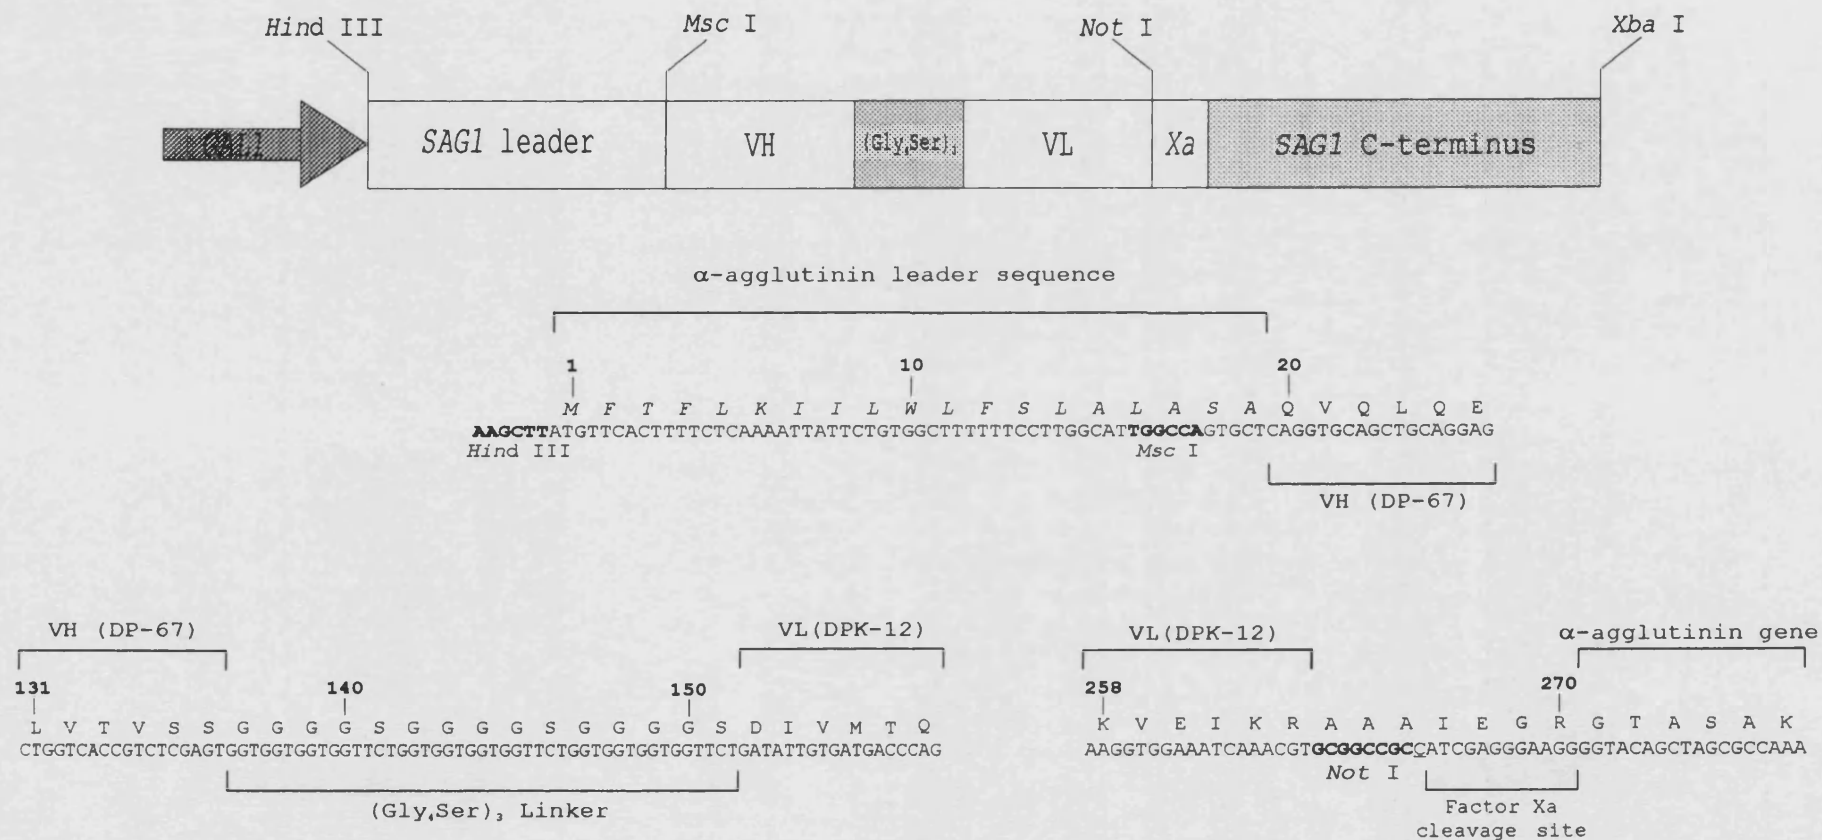 Hind III Msc I Not I Xba I
GAL1 SAG1 leader VH (Gly₄Ser)₃ VL Xa SAG1 C-terminus
α-agglutinin leader sequence
1 10 20
M F T F L K I I L W L F S L A L A S A Q V Q L Q E
AAGCTTATGTTCACTTTTCTCAAAATTATTCTGTGGCTTTTTTCCTTGGCATTGGCCAGTGCTCAGGTGCAGCTGCAGGAG
Hind III Msc I
VH (DP-67)
VH (DP-67) VL(DPK-12)
131 140 150
L V T V S S G G G G S G G G G S G G G G S D I V M T Q
CTGGTCACCGTCTCGAGTGGTGGTGGTGGTTCTGGTGGTGGTGGTTCTGGTGGTGGTGGTTCTGATATTGTGATGACCCAG
(Gly₄Ser)₃ Linker
VL(DPK-12) α-agglutinin gene
258 270
K V E I K R A A A I E G R G T A S A K
AAGGTGGAAATCAAACGTGCGGCCGCCATCGAGGGAAGGGGTACAGCTAGCGCCAAA
Not I
Factor Xa
cleavage site